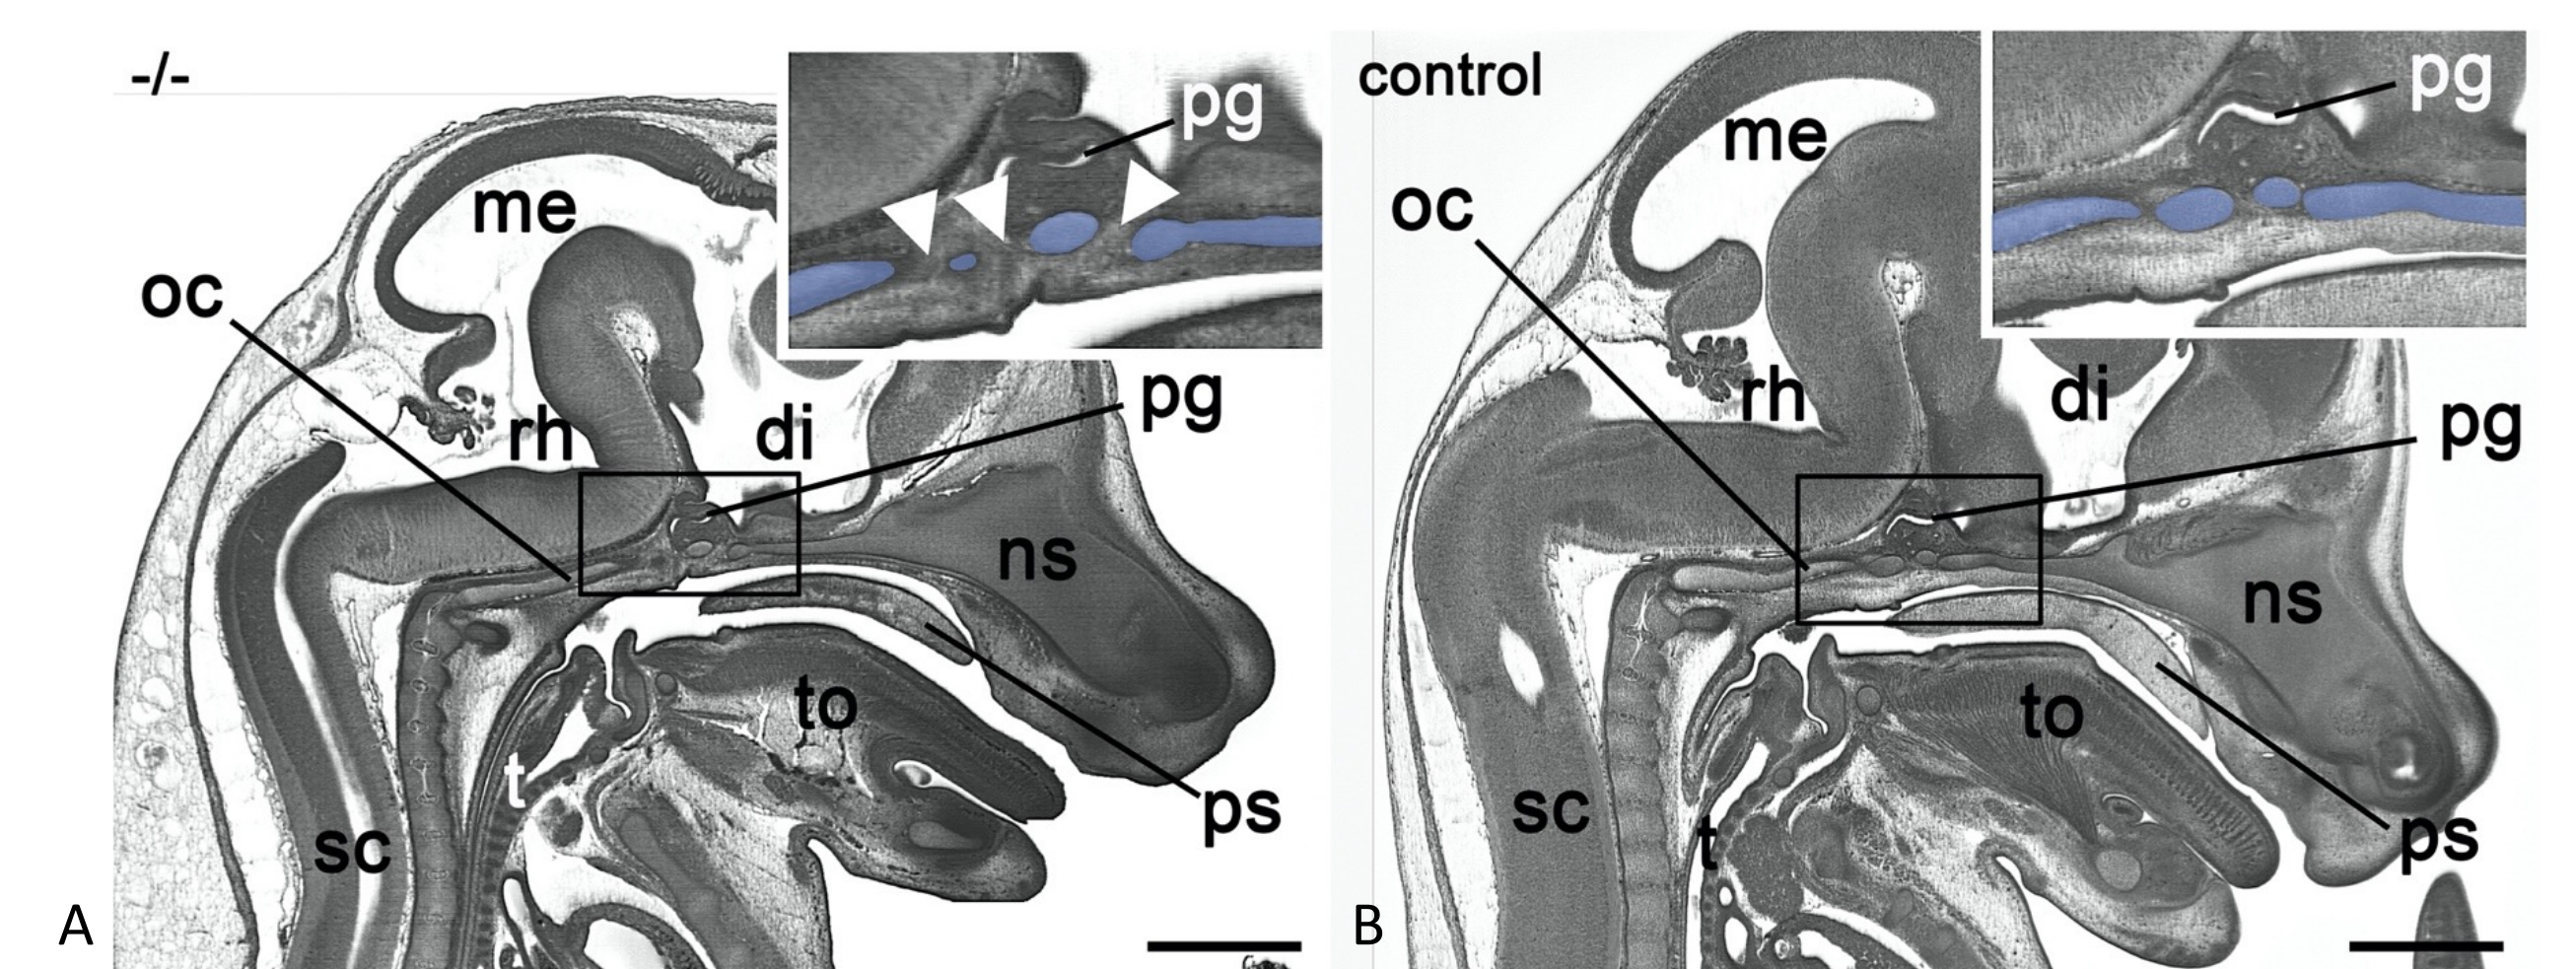 -/-
pg
me
oc
rh
di
pg
ns
to
t
ps
sc
A
control
pg
me
oc
rh
di
pg
ns
to
sc
t
ps
B